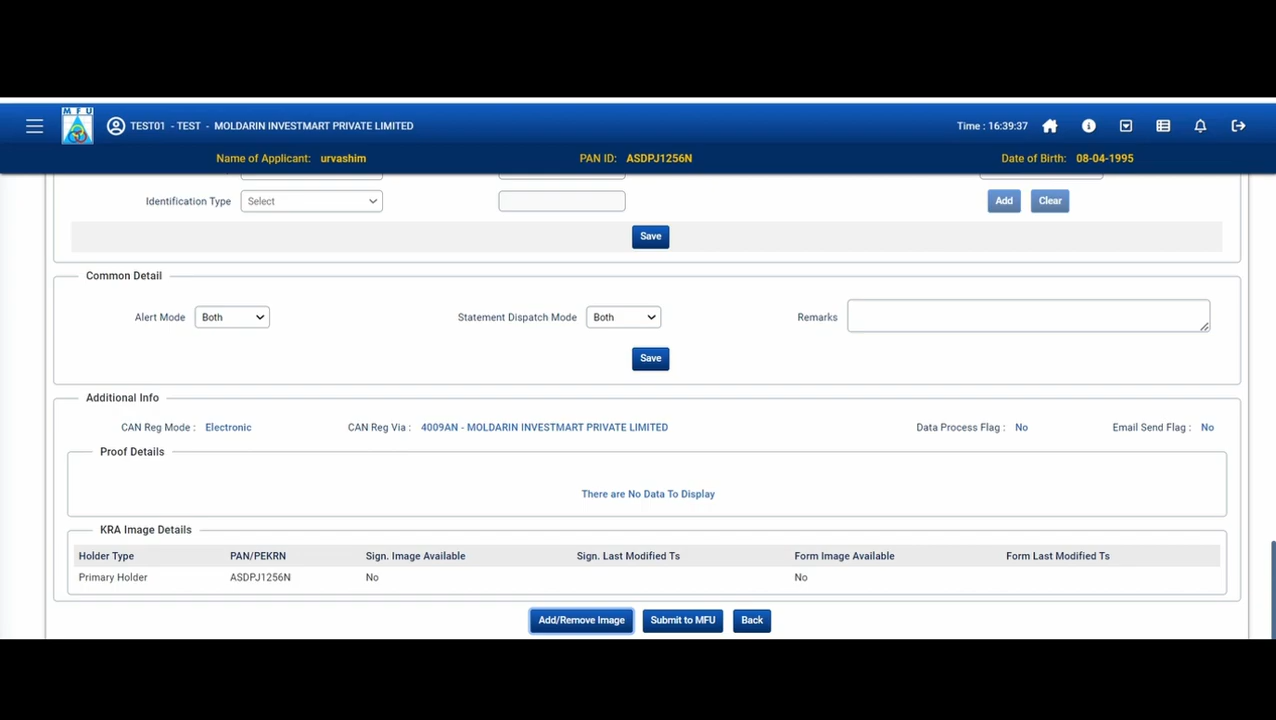 MFU
TEST01 - TEST - MOLDARIN INVESTMART PRIVATE LIMITED Time : 16:39:37
Name of Applicant: urvashim PAN ID: ASDPJ1256N Date of Birth: 08-04-1995
Identification Type Select Add Clear
Save
Common Detail
Alert Mode Both Statement Dispatch Mode Both Remarks
Save
Additional Info
CAN Reg Mode : Electronic CAN Reg Via : 4009AN - MOLDARIN INVESTMART PRIVATE LIMITED Data Process Flag : No Email Send Flag : No
Proof Details
There are No Data To Display
KRA Image Details
Holder Type PAN/PEKRN Sign. Image Available Sign. Last Modified Ts Form Image Available Form Last Modified Ts
Primary Holder ASDPJ1256N No No
Add/Remove Image Submit to MFU Back